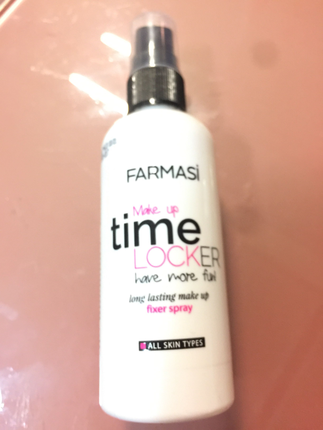 FARMASi
Make up
time
LOCKER
have more fun!
long lasting make up
fixer spray
ALL SKIN TYPES